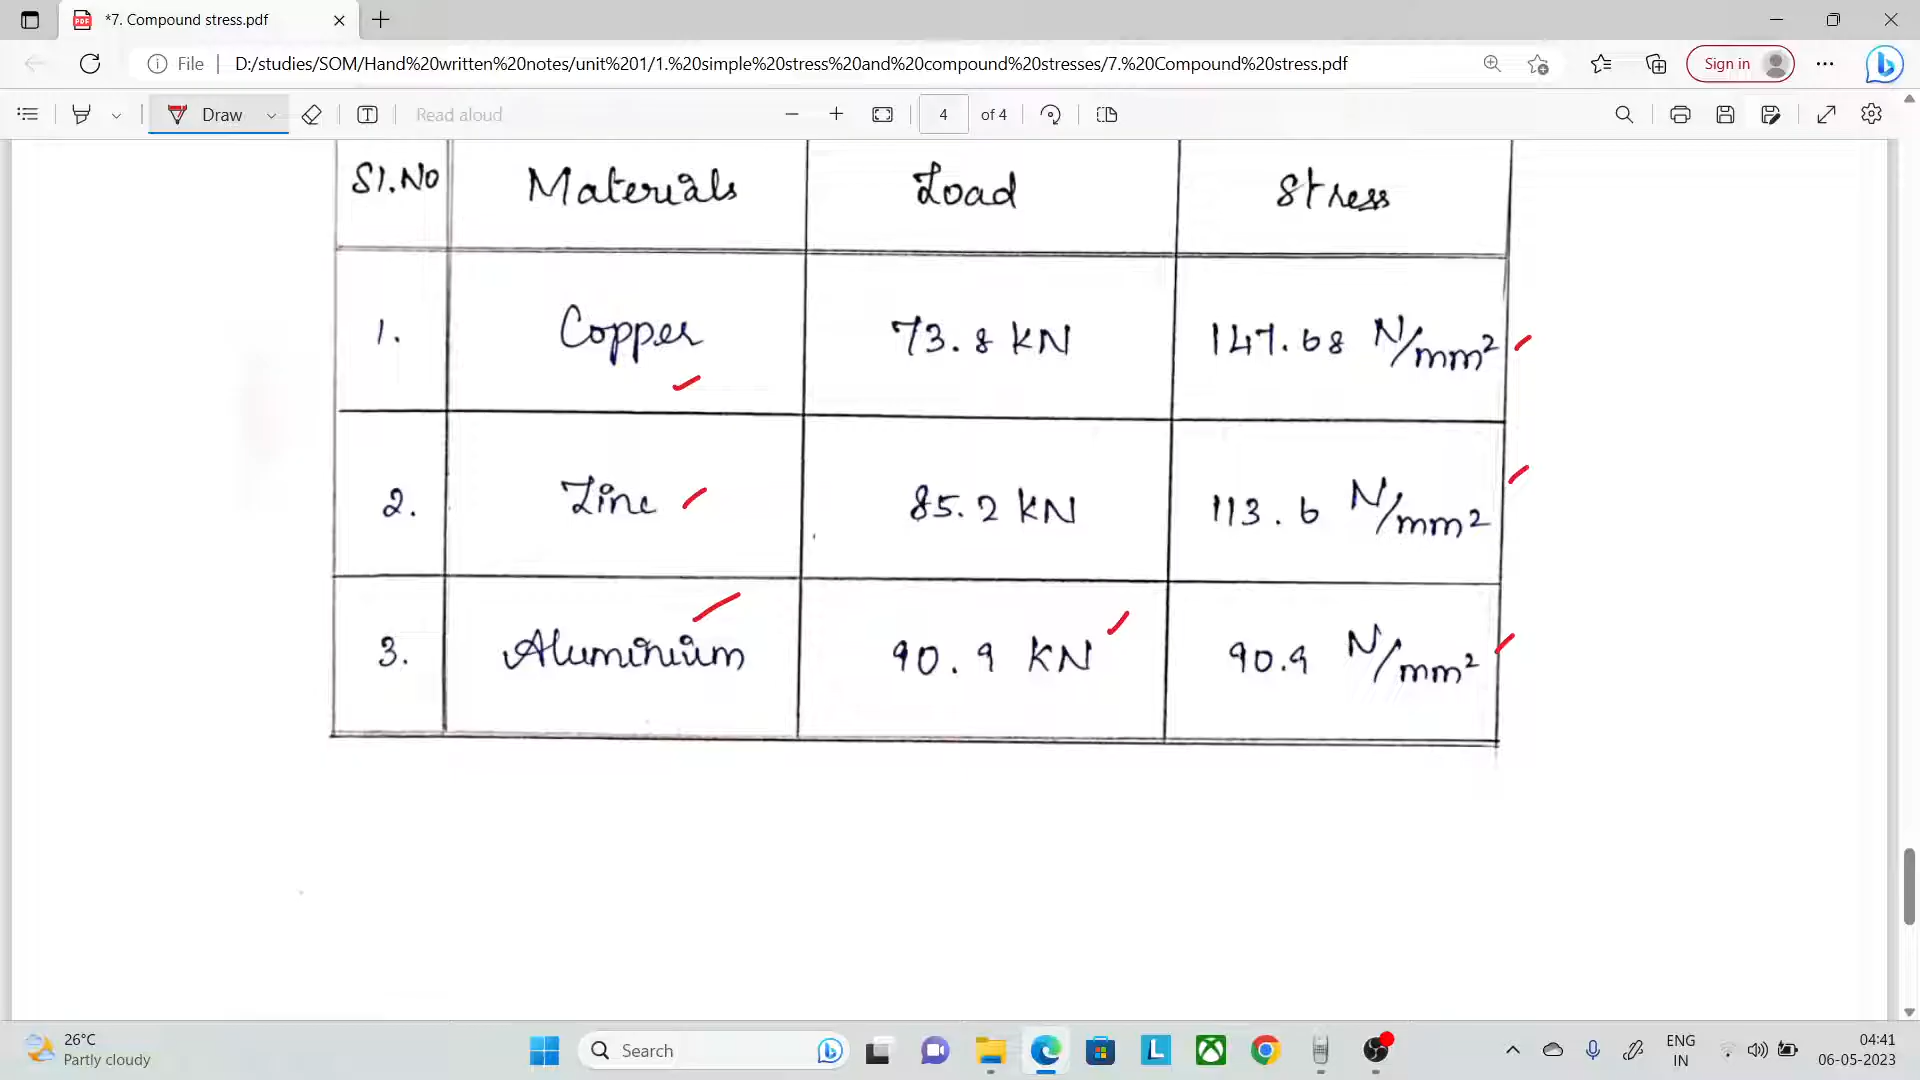 *7. Compound stress.pdf
File | D:/studies/SOM/Hand%20written%20notes/unit%201/1.%20simple%20stress%20and%20compound%20stresses/7.%20Compound%20stress.pdf
Sign in
Draw
Read aloud
4 of 4
Sl.No Materials Load Stress
1. Copper 73.8 KN 147.68 N/mm²
2. Zinc 85.2 KN 113.6 N/mm²
3. Aluminium 90.9 KN 90.9 N/mm²
26°C
Partly cloudy
Search
ENG
IN
04:41
06-05-2023